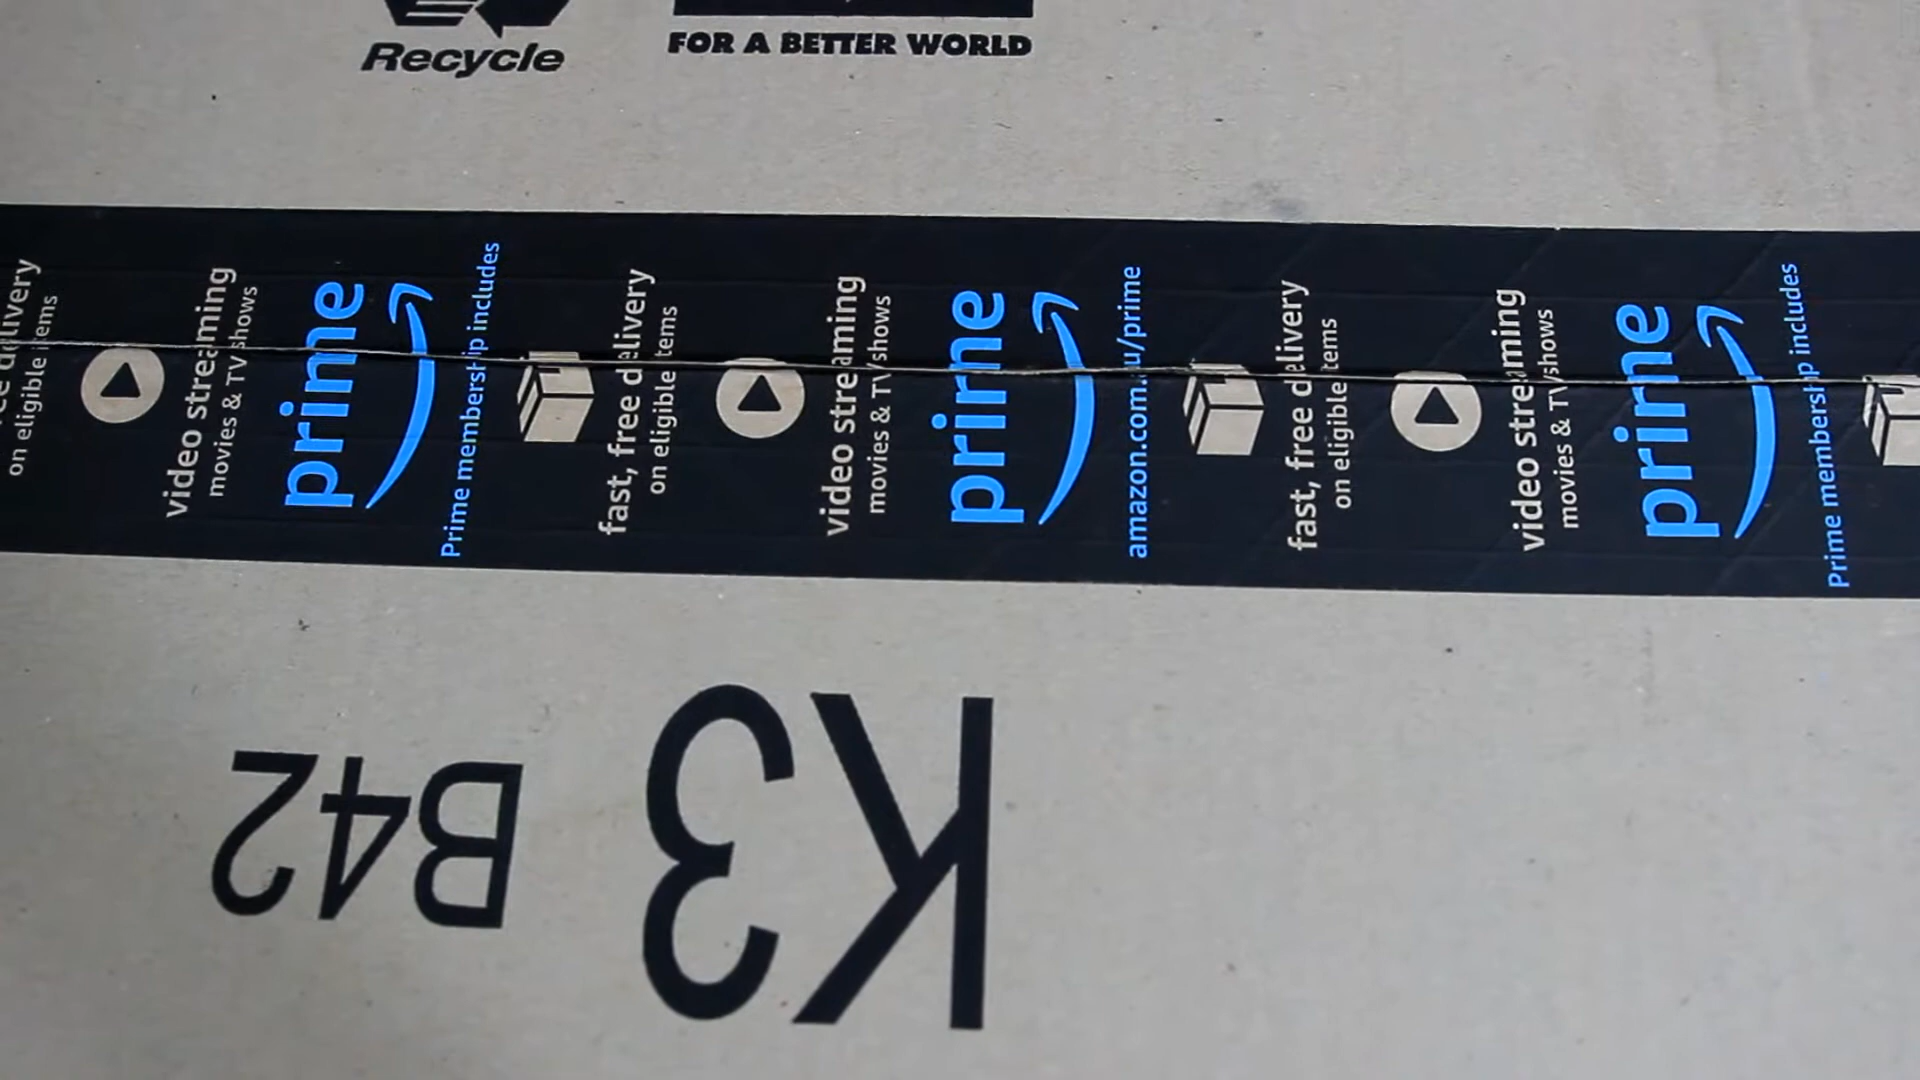 Recycle
FOR A BETTER WORLD
on eligible items
video streaming
movies & TV shows
prime
Prime membership includes
fast, free delivery
on eligible items
video streaming
movies & TV shows
prime
amazon.com.au/prime
fast, free delivery
on eligible items
video streaming
movies & TV shows
prime
Prime membership includes
K3
B42